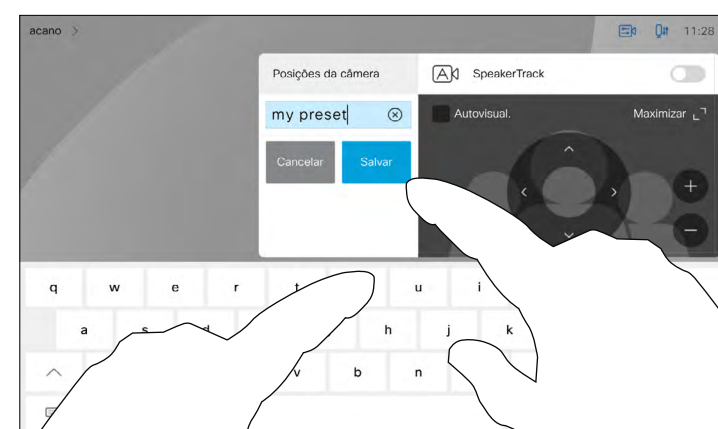 acano >
11:28
Posições da câmera
SpeakerTrack
my preset
Autovisual.
Maximizar
Cancelar
Salvar
q w e r t u i
a s d h j k
v b n